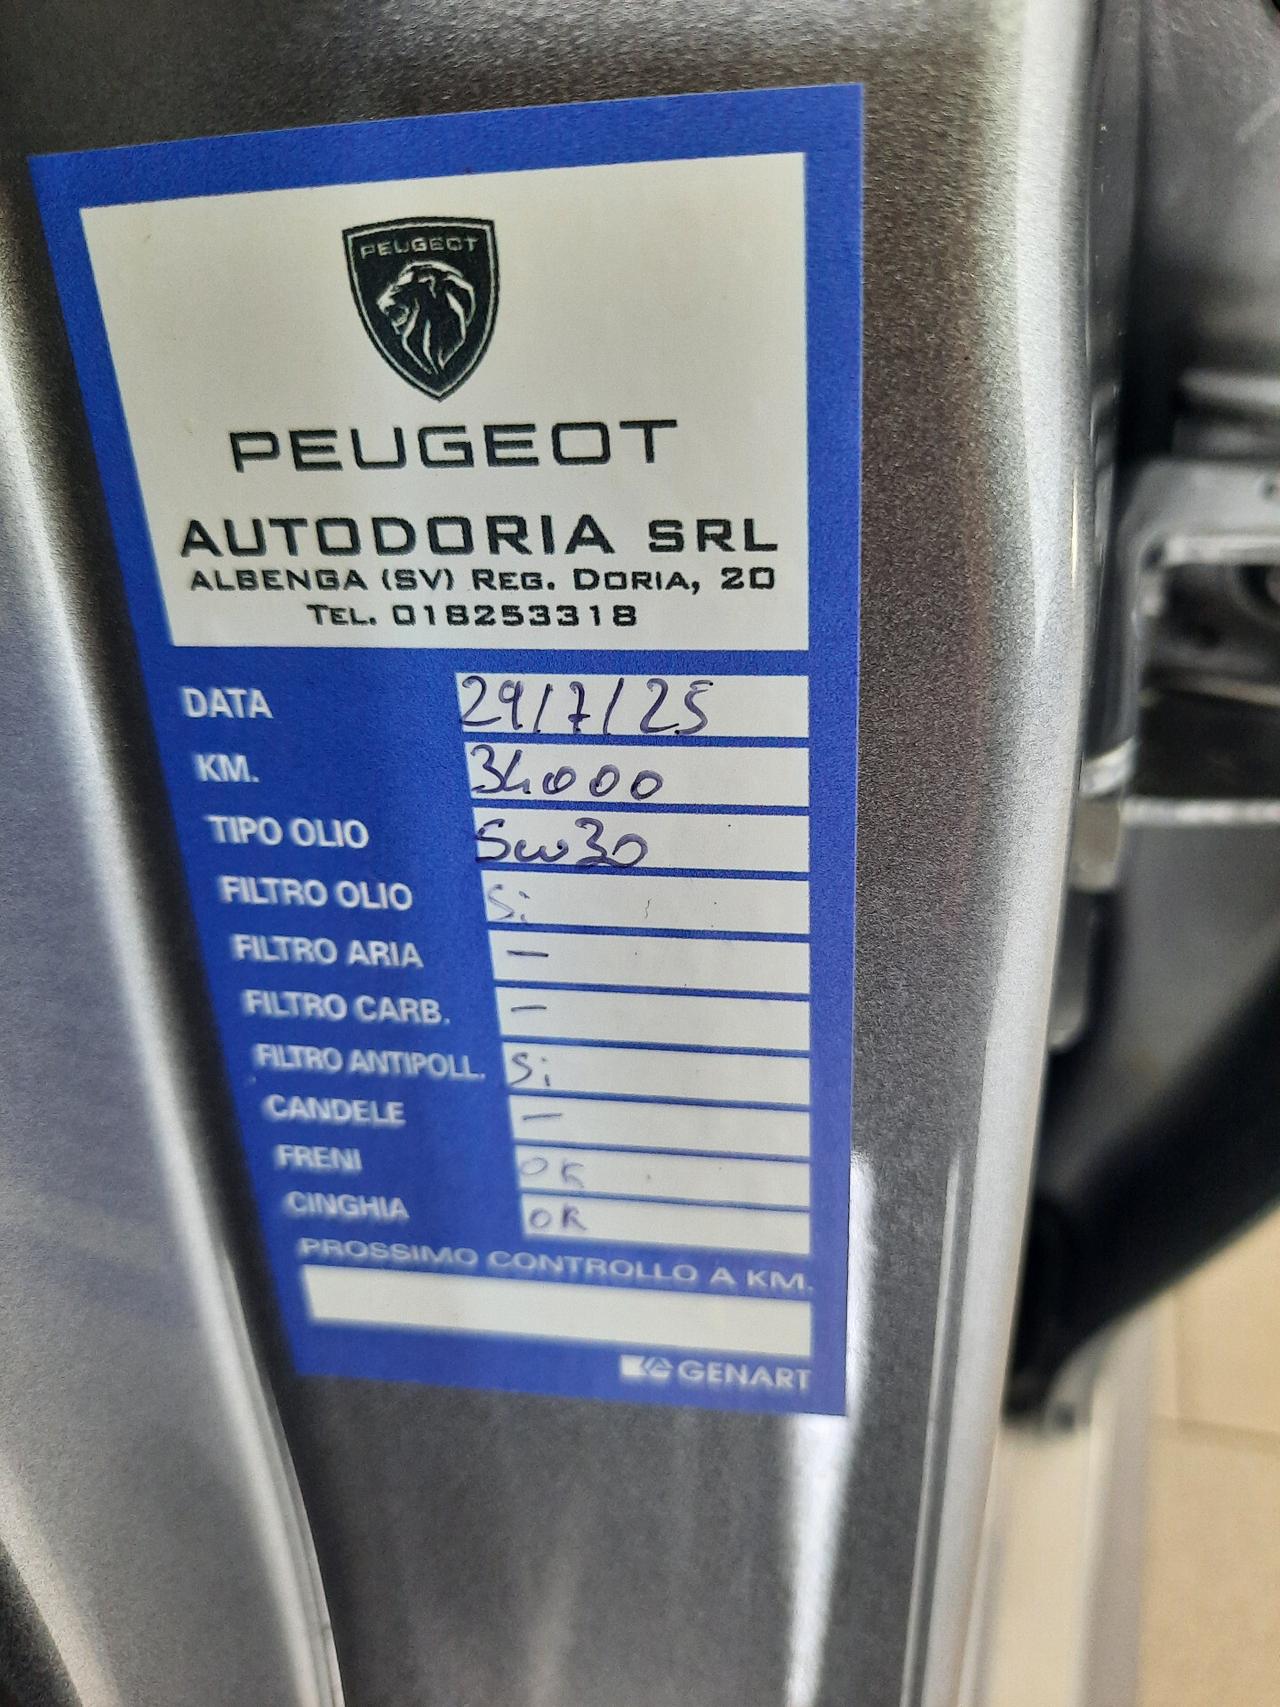 PEUGEOT
PEUGEOT
AUTODORIA SRL
ALBENGA (SV) REG. DORIA, 20
TEL. 018253318
DATA 29/7/25
KM. 34000
TIPO OLIO 5w30
FILTRO OLIO Si
FILTRO ARIA –
FILTRO CARB. –
FILTRO ANTIPOLL. Si
CANDELE –
FRENI OK
CINGHIA OK
PROSSIMO CONTROLLO A KM.
GENART